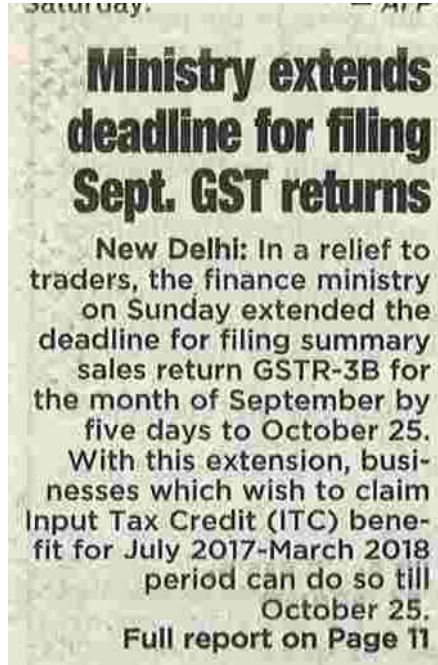 Saturday. — AFP
Ministry extends
deadline for filing
Sept. GST returns
New Delhi: In a relief to
traders, the finance ministry
on Sunday extended the
deadline for filing summary
sales return GSTR-3B for
the month of September by
five days to October 25.
With this extension, busi-
nesses which wish to claim
Input Tax Credit (ITC) bene-
fit for July 2017-March 2018
period can do so till
October 25.
Full report on Page 11